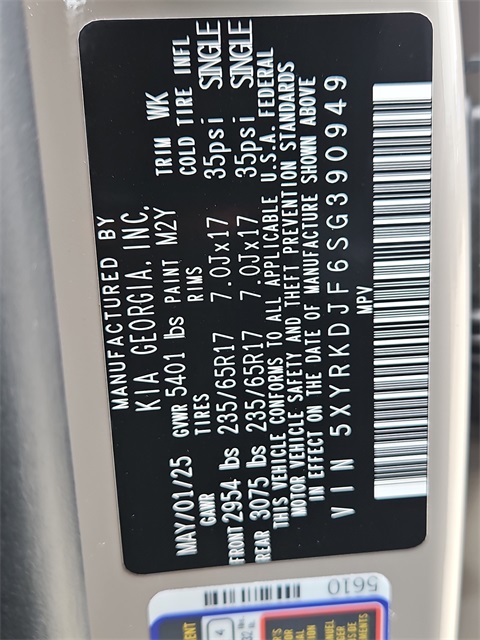 MANUFACTURED BY
KIA GEORGIA, INC.
MAY/01/25 GVWR 5401 lbs PAINT M2Y TRIM WK
GAWR TIRES RIMS COLD TIRE INFL
FRONT 2954 lbs 235/65R17 7.0Jx17 35psi SINGLE
REAR 3075 lbs 235/65R17 7.0Jx17 35psi SINGLE
THIS VEHICLE CONFORMS TO ALL APPLICABLE U.S.A. FEDERAL
MOTOR VEHICLE SAFETY AND THEFT PREVENTION STANDARDS
IN EFFECT ON THE DATE OF MANUFACTURE SHOWN ABOVE
VIN 5XYRKDJF6SG390949
MPV
5610
4